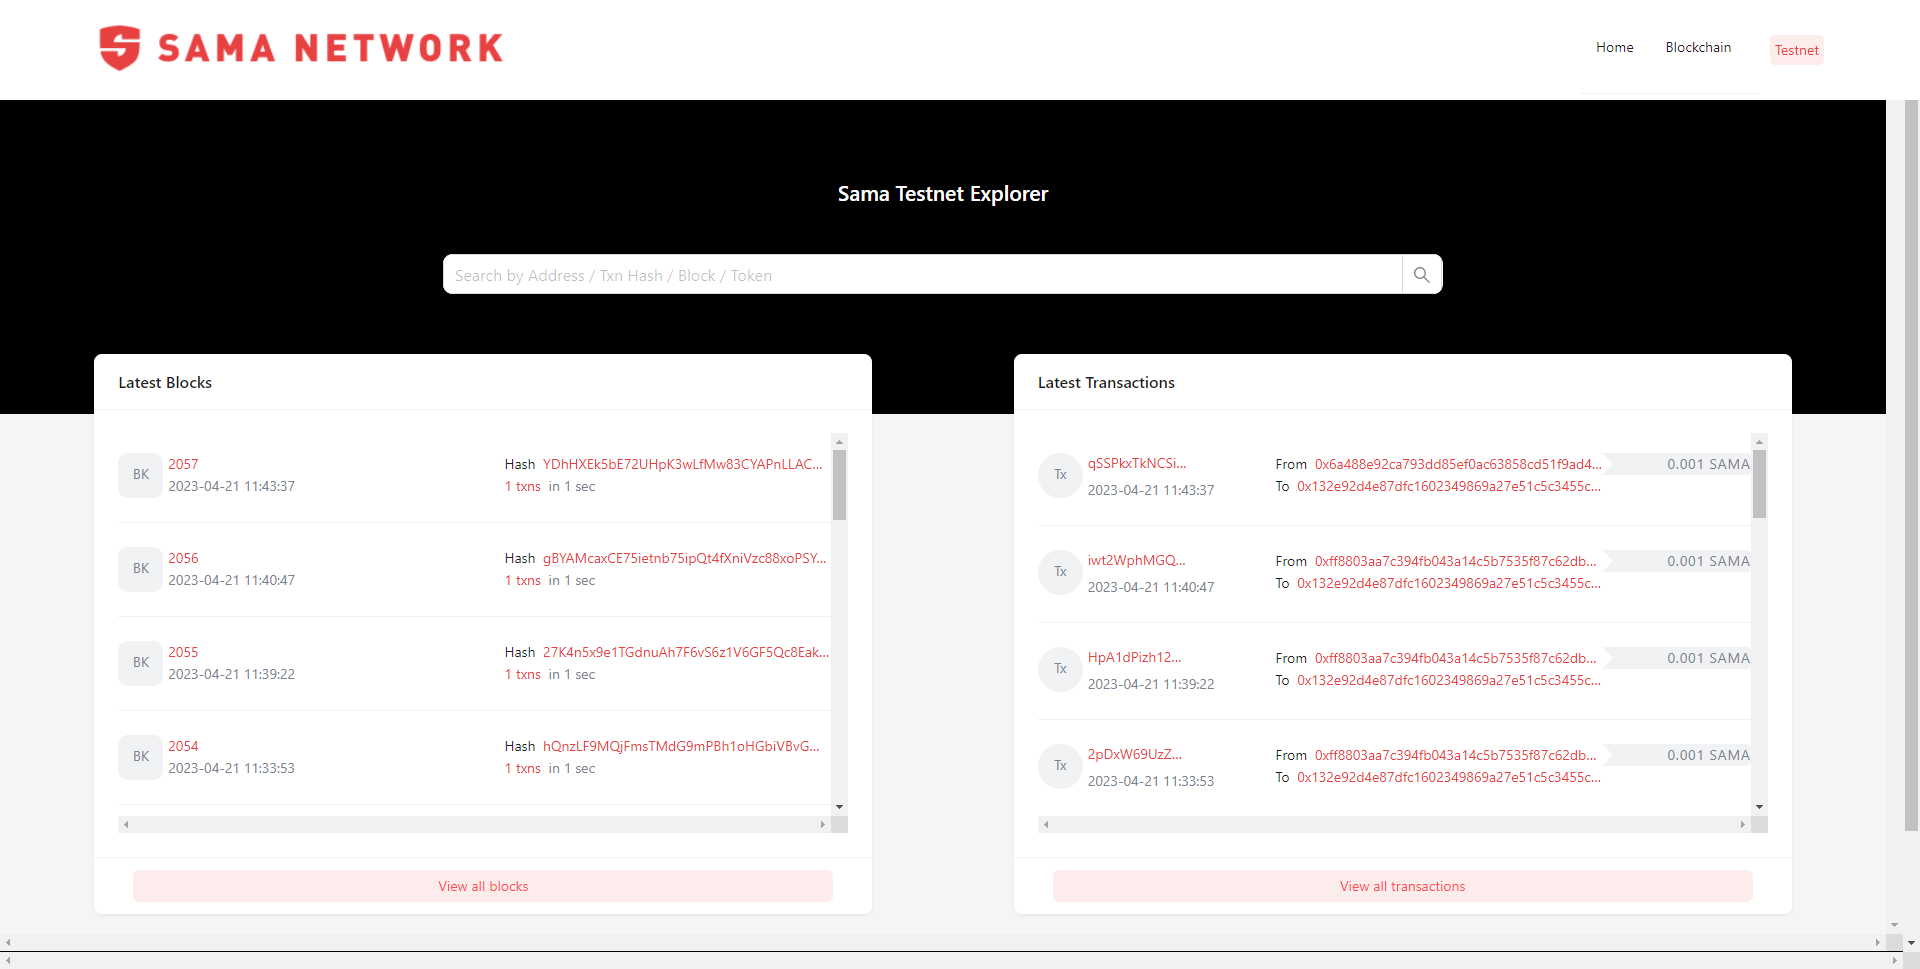 SAMA NETWORK
Home
Blockchain
Testnet
Sama Testnet Explorer
Search by Address / Txn Hash / Block / Token
Latest Blocks
BK
2057
2023-04-21 11:43:37
Hash YDhHXEk5bE72UHpK3wLfMw83CYAPnLLAC...
1 txns in 1 sec
BK
2056
2023-04-21 11:40:47
Hash gBYAMcaxCE75ietnb75ipQt4fXniVzc88xoPSY...
1 txns in 1 sec
BK
2055
2023-04-21 11:39:22
Hash 27K4n5x9e1TGdnuAh7F6vS6z1V6GF5Qc8Eak...
1 txns in 1 sec
BK
2054
2023-04-21 11:33:53
Hash hQnzLF9MQjFmsTMdG9mPBh1oHGbiVBvG...
1 txns in 1 sec
View all blocks
Latest Transactions
Tx
qSSPkxTkNCSi...
2023-04-21 11:43:37
From 0x6a488e92ca793dd85ef0ac63858cd51f9ad4...
To 0x132e92d4e87dfc1602349869a27e51c5c3455c...
0.001 SAMA
Tx
iwt2WphMGQ...
2023-04-21 11:40:47
From 0xff8803aa7c394fb043a14c5b7535f87c62db...
To 0x132e92d4e87dfc1602349869a27e51c5c3455c...
0.001 SAMA
Tx
HpA1dPizh12...
2023-04-21 11:39:22
From 0xff8803aa7c394fb043a14c5b7535f87c62db...
To 0x132e92d4e87dfc1602349869a27e51c5c3455c...
0.001 SAMA
Tx
2pDxW69UzZ...
2023-04-21 11:33:53
From 0xff8803aa7c394fb043a14c5b7535f87c62db...
To 0x132e92d4e87dfc1602349869a27e51c5c3455c...
0.001 SAMA
View all transactions